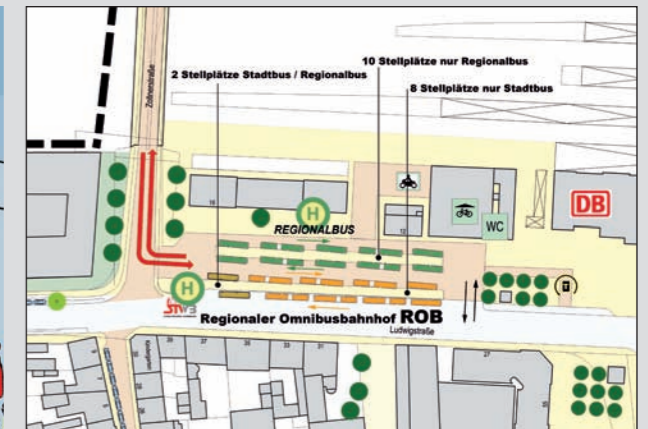 Zollnerstraße
10 Stellplätze nur Regionalbus
2 Stellplätze Stadtbus / Regionalbus
8 Stellplätze nur Stadtbus
H
REGIONALBUS
WC
DB
H
STWB
Regionaler Omnibusbahnhof ROB
Ludwigstraße